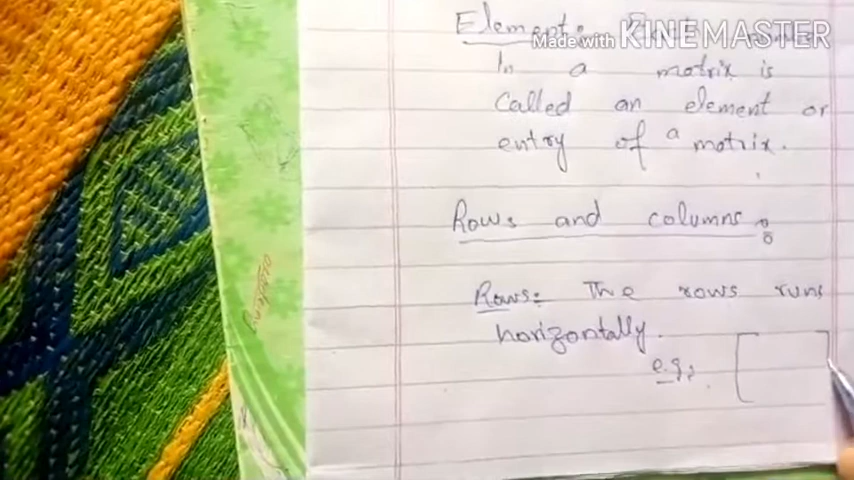 Element:
Made with KINEMASTER
In a matrix is
called an element or
entry of a matrix.
Rows and columns :
Rows: The rows runs
horizontally.
e.g;
academy